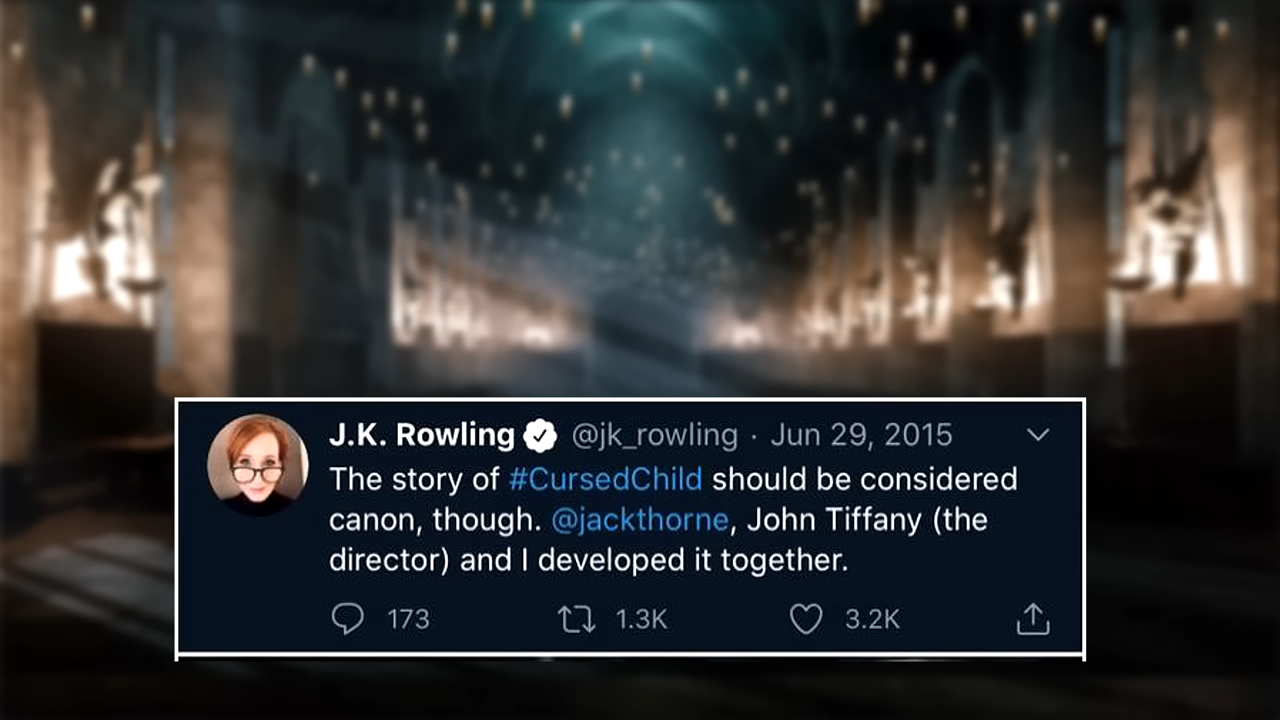 J.K. Rowling @jk_rowling · Jun 29, 2015
The story of #CursedChild should be considered
canon, though. @jackthorne, John Tiffany (the
director) and I developed it together.
173 1.3K 3.2K